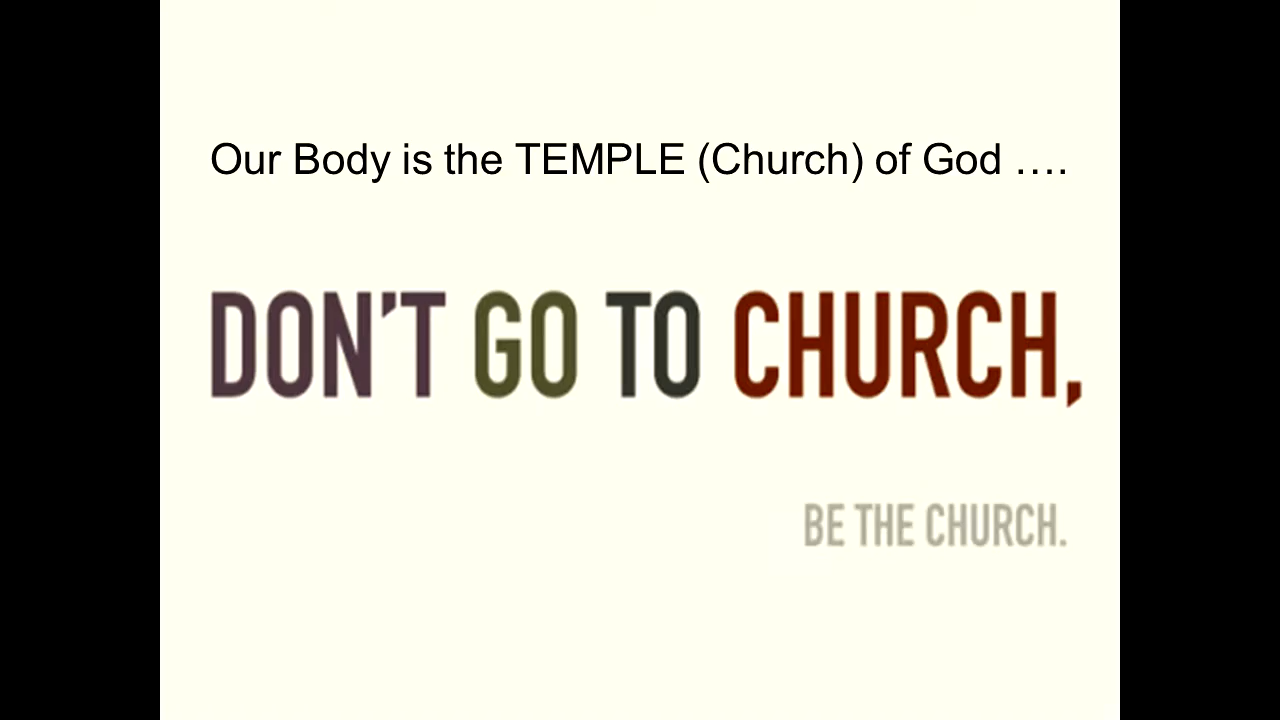 Our Body is the TEMPLE (Church) of God ….
DON'T GO TO CHURCH,
BE THE CHURCH.